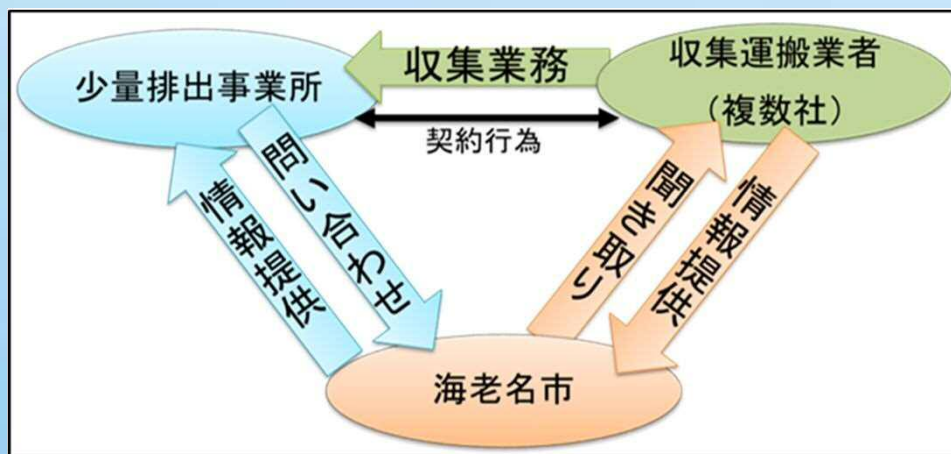 少量排出事業所
収集業務
収集運搬業者
（複数社）
契約行為
情報提供
問い合わせ
聞き取り
情報提供
海老名市